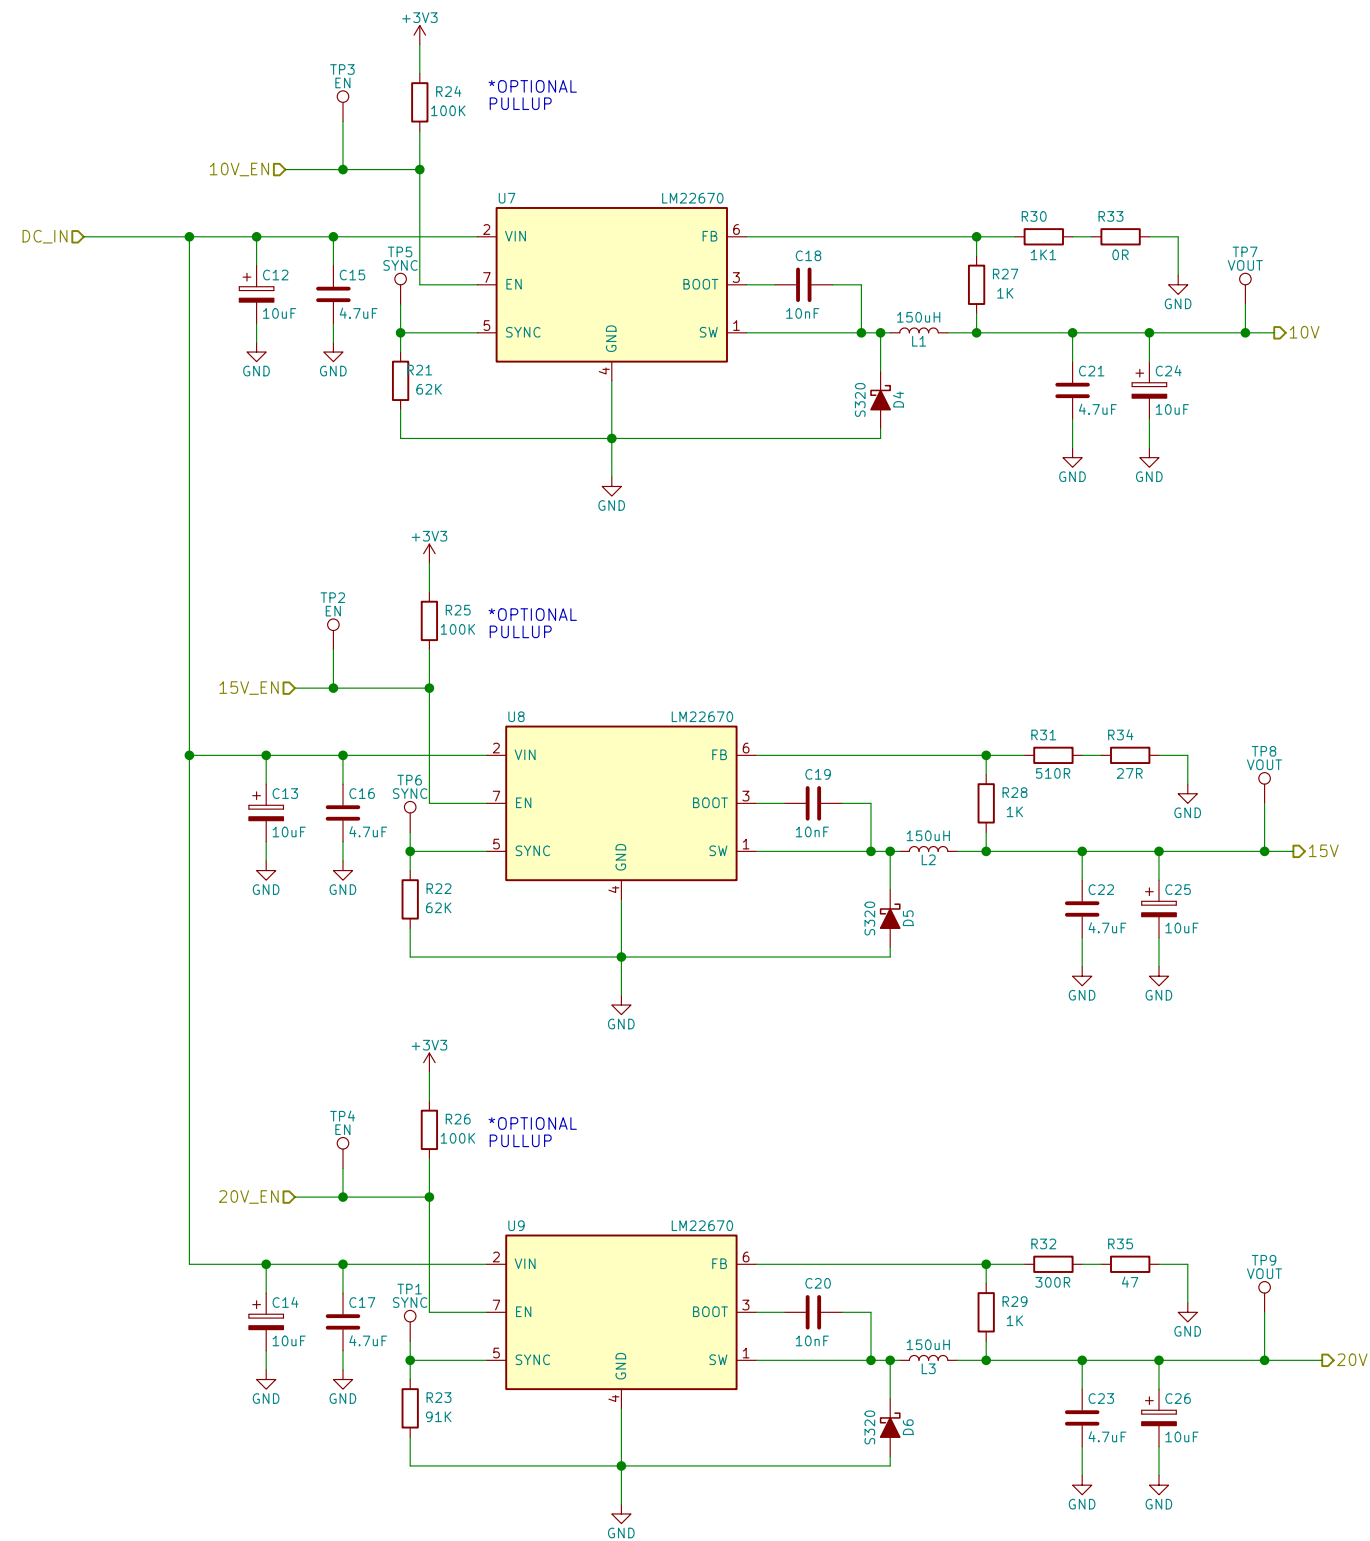 +3V3
TP3
EN
R24
100K
*OPTIONAL
PULLUP
10V_EN
U7
LM22670
DC_IN
2
VIN
FB
6
R30
1K1
R33
0R
GND
TP5
SYNC
7
EN
BOOT
3
C18
10nF
R27
1K
TP7
VOUT
C12
+
10uF
GND
C15
4.7uF
GND
5
SYNC
GND
4
SW
1
150uH
L1
10V
R21
62K
S320
D4
C21
4.7uF
GND
C24
+
10uF
GND
GND
+3V3
TP2
EN
R25
100K
*OPTIONAL
PULLUP
15V_EN
U8
LM22670
2
VIN
FB
6
R31
510R
R34
27R
GND
TP6
SYNC
7
EN
BOOT
3
C19
10nF
R28
1K
TP8
VOUT
C13
+
10uF
GND
C16
4.7uF
GND
5
SYNC
GND
4
SW
1
150uH
L2
15V
R22
62K
S320
D5
C22
4.7uF
GND
C25
+
10uF
GND
GND
+3V3
TP4
EN
R26
100K
*OPTIONAL
PULLUP
20V_EN
U9
LM22670
2
VIN
FB
6
R32
300R
R35
47
GND
TP1
SYNC
7
EN
BOOT
3
C20
10nF
R29
1K
TP9
VOUT
C14
+
10uF
GND
C17
4.7uF
GND
5
SYNC
GND
4
SW
1
150uH
L3
20V
R23
91K
S320
D6
C23
4.7uF
GND
C26
+
10uF
GND
GND